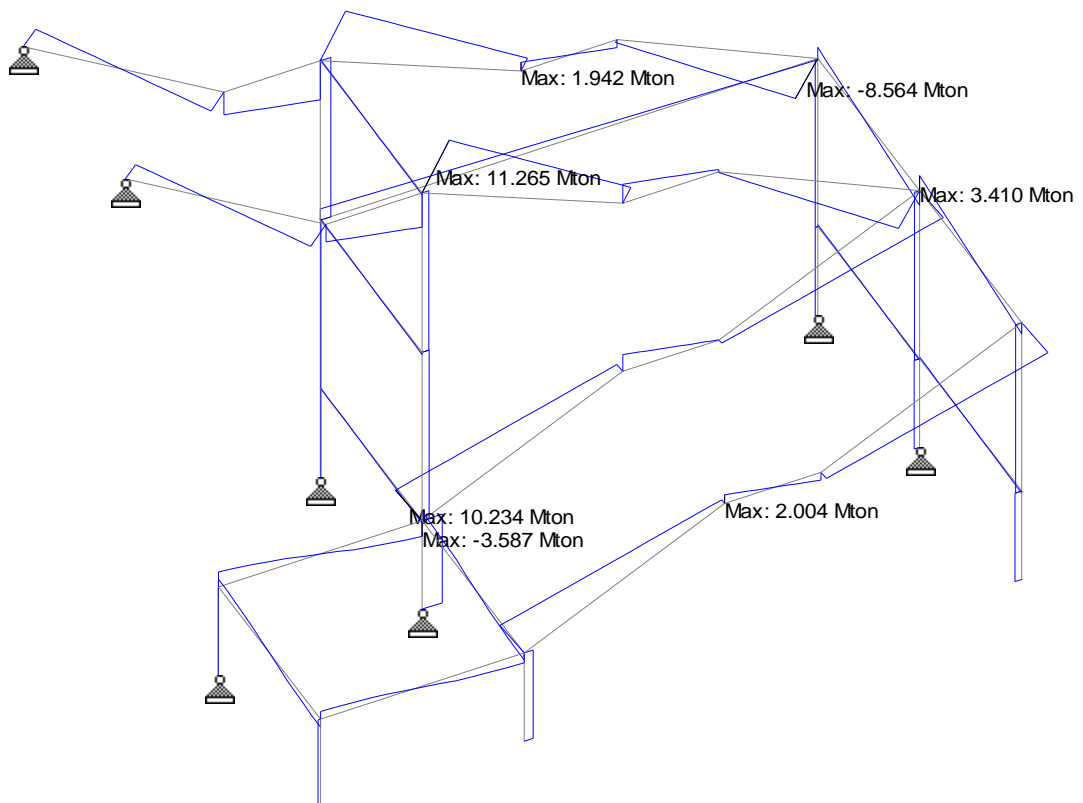 Max: 1.942 Mton
Max: -8.564 Mton
Max: 11.265 Mton
Max: 3.410 Mton
Max: 2.004 Mton
Max: 10.234 Mton
Max: -3.587 Mton